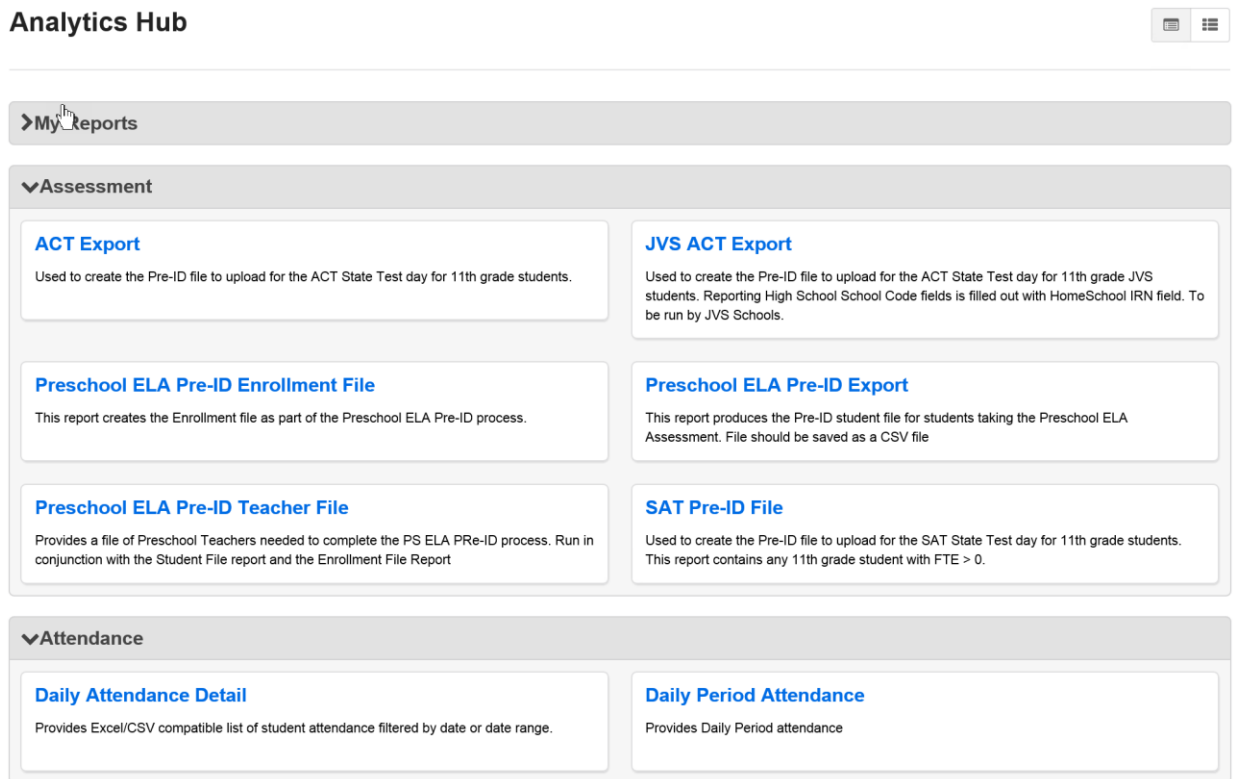 Analytics Hub
My Reports
Assessment
ACT Export
Used to create the Pre-ID file to upload for the ACT State Test day for 11th grade students.
JVS ACT Export
Used to create the Pre-ID file to upload for the ACT State Test day for 11th grade JVS
students. Reporting High School School Code fields is filled out with HomeSchool IRN field. To
be run by JVS Schools.
Preschool ELA Pre-ID Enrollment File
This report creates the Enrollment file as part of the Preschool ELA Pre-ID process.
Preschool ELA Pre-ID Export
This report produces the Pre-ID student file for students taking the Preschool ELA
Assessment. File should be saved as a CSV file
Preschool ELA Pre-ID Teacher File
Provides a file of Preschool Teachers needed to complete the PS ELA PRe-ID process. Run in
conjunction with the Student File report and the Enrollment File Report
SAT Pre-ID File
Used to create the Pre-ID file to upload for the SAT State Test day for 11th grade students.
This report contains any 11th grade student with FTE > 0.
Attendance
Daily Attendance Detail
Provides Excel/CSV compatible list of student attendance filtered by date or date range.
Daily Period Attendance
Provides Daily Period attendance